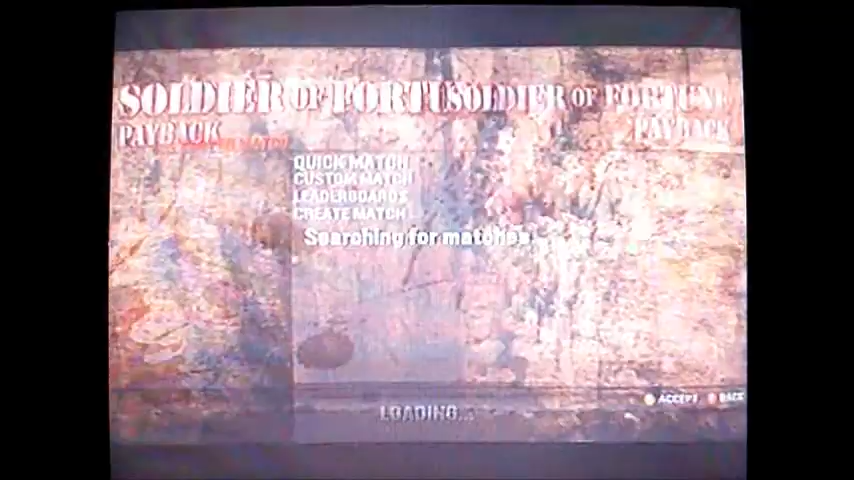 SOLDIER OF FORTUNE SOLDIER OF FORTUNE
PAYBACK PAYBACK
MATCH
QUICK MATCH
CUSTOM MATCH
LEADERBOARDS
CREATE MATCH
Searching for matches
ACCEPT BACK
LOADING...